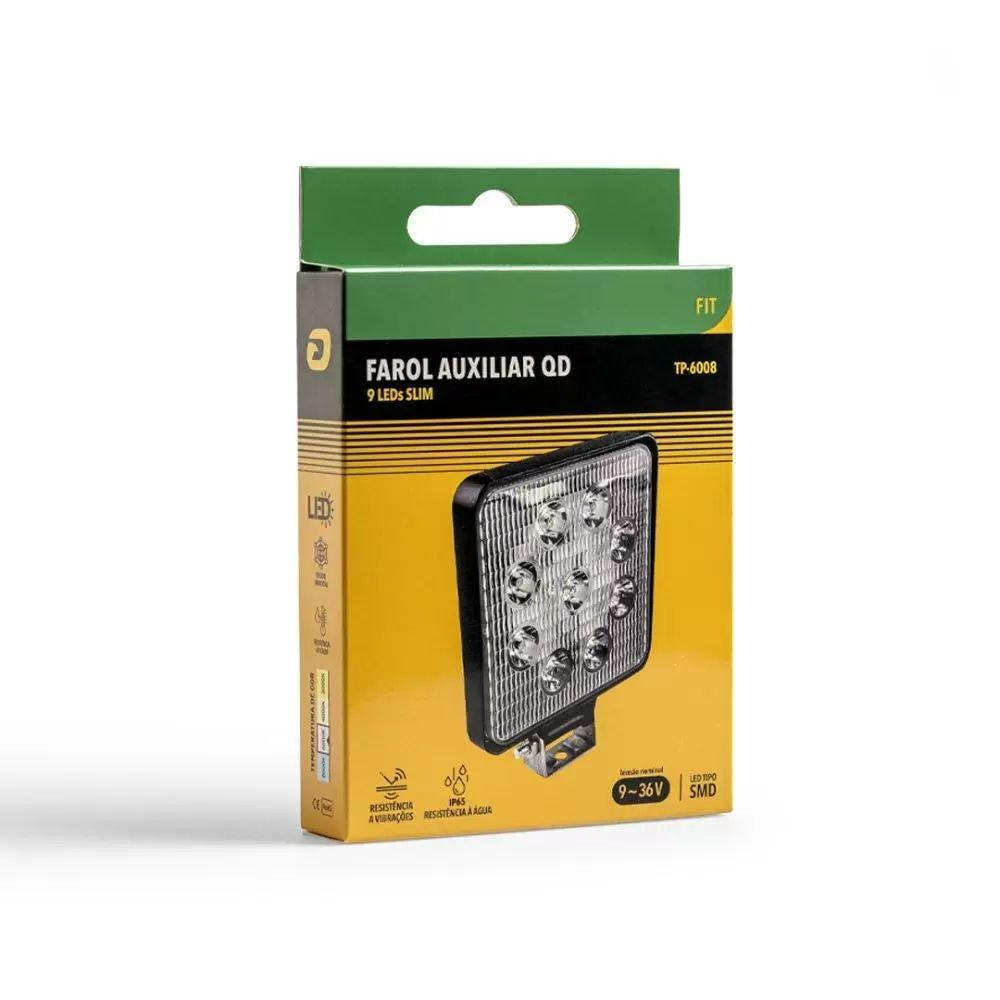 FIT
FAROL AUXILIAR QD
TP-6008
9 LEDs SLIM
LED
TEMPERATURA DE COR
RESISTÊNCIA
A VIBRAÇÕES
IP65
RESISTÊNCIA À ÁGUA
tensão nominal
9~36V
LED TIPO
SMD
CE